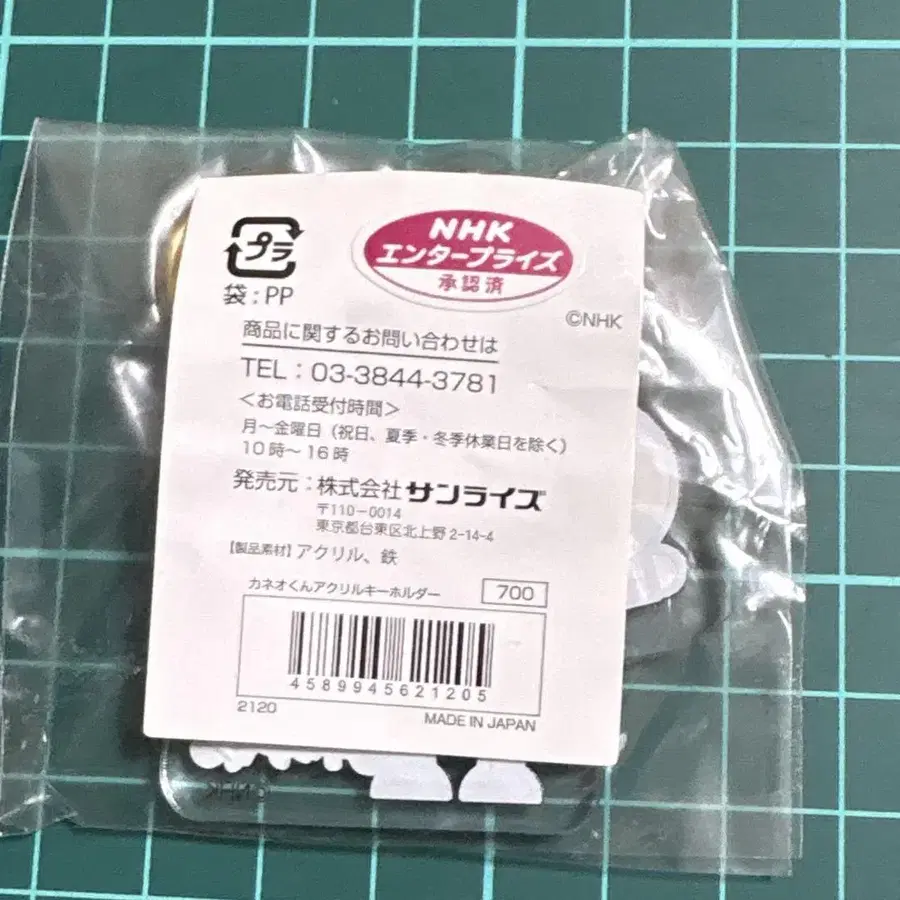 プラ
袋：PP
NHK
エンタープライズ
承認済
©NHK
商品に関するお問い合わせは
TEL：03-3844-3781
＜お電話受付時間＞
月～金曜日（祝日、夏季・冬季休業日を除く）
10時～16時
発売元：株式会社サンライズ
〒110-0014
東京都台東区北上野2-14-4
【製品素材】アクリル、鉄
カネオくんアクリルキーホルダー 700
4589945621205
2120 MADE IN JAPAN
©NHK